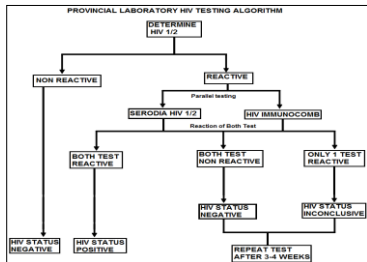 PROVINCIAL LABORATORY HIV TESTING ALGORITHM
DETERMINE
HIV 1/2
NON REACTIVE
REACTIVE
Parallel testing
SERODIA HIV 1/2
HIV IMMUNOCOMB
Reaction of Both Test
BOTH TEST
REACTIVE
BOTH TEST
NON REACTIVE
ONLY 1 TEST
REACTIVE
HIV STATUS
NEGATIVE
HIV STATUS
INCONCLUSIVE
HIV STATUS
NEGATIVE
HIV STATUS
POSITIVE
REPEAT TEST
AFTER 3-4 WEEKS